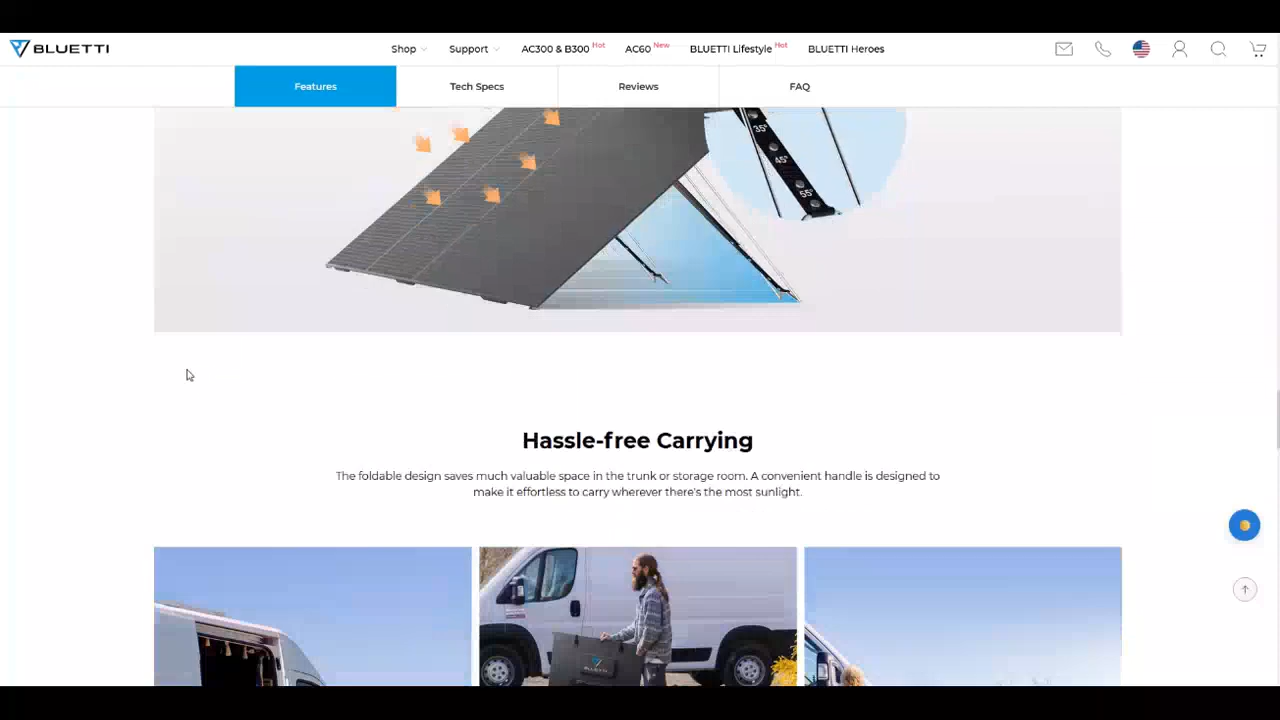 BLUETTI
Shop
Support
AC300 & B300 Hot
AC60 New
BLUETTI Lifestyle Hot
BLUETTI Heroes
Features
Tech Specs
Reviews
FAQ
35°
45°
55°
Hassle-free Carrying
The foldable design saves much valuable space in the trunk or storage room. A convenient handle is designed to
make it effortless to carry wherever there's the most sunlight.
BLUETTI